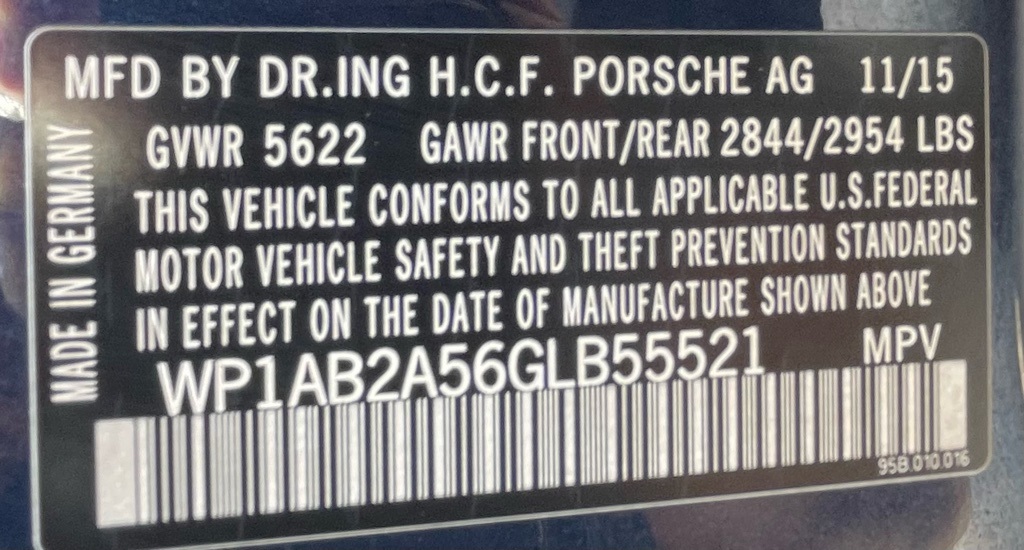 MFD BY DR.ING H.C.F. PORSCHE AG 11/15
GVWR 5622 GAWR FRONT/REAR 2844/2954 LBS
THIS VEHICLE CONFORMS TO ALL APPLICABLE U.S.FEDERAL
MOTOR VEHICLE SAFETY AND THEFT PREVENTION STANDARDS
IN EFFECT ON THE DATE OF MANUFACTURE SHOWN ABOVE
WP1AB2A56GLB55521 MPV
95B.010.016
MADE IN GERMANY